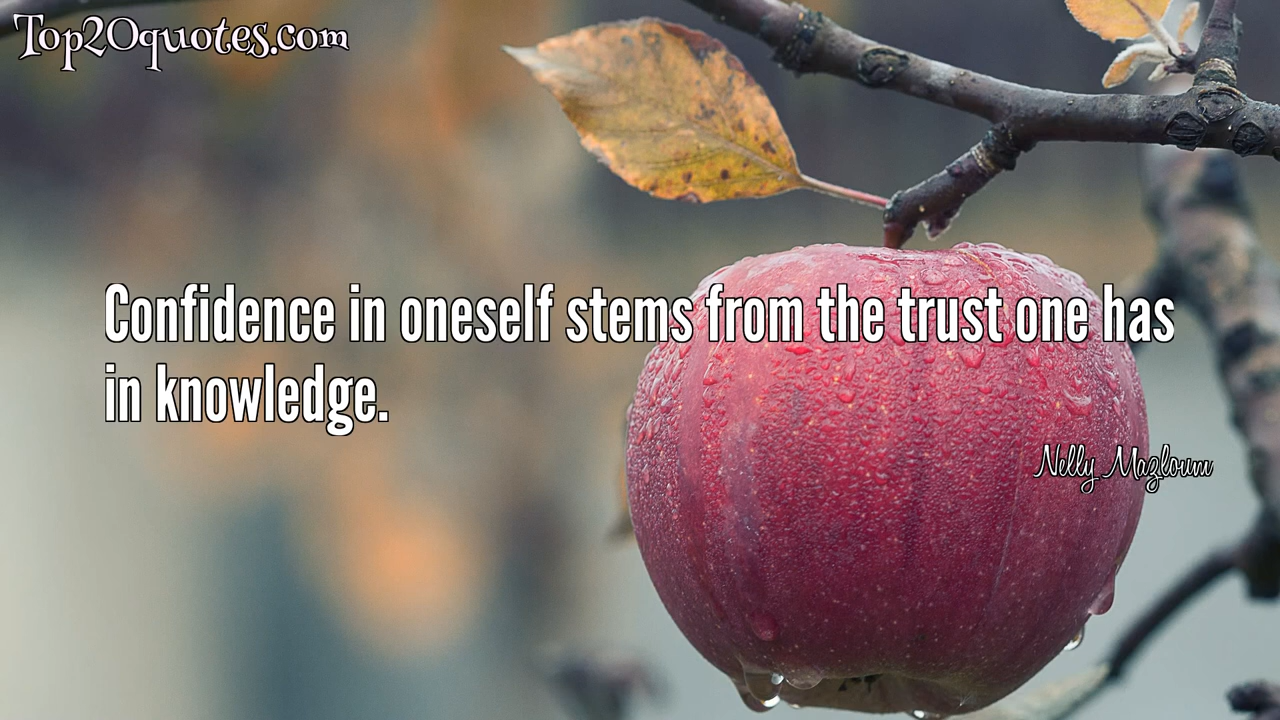 Top20quotes.com
Confidence in oneself stems from the trust one has
in knowledge.
Nelly Mazloum